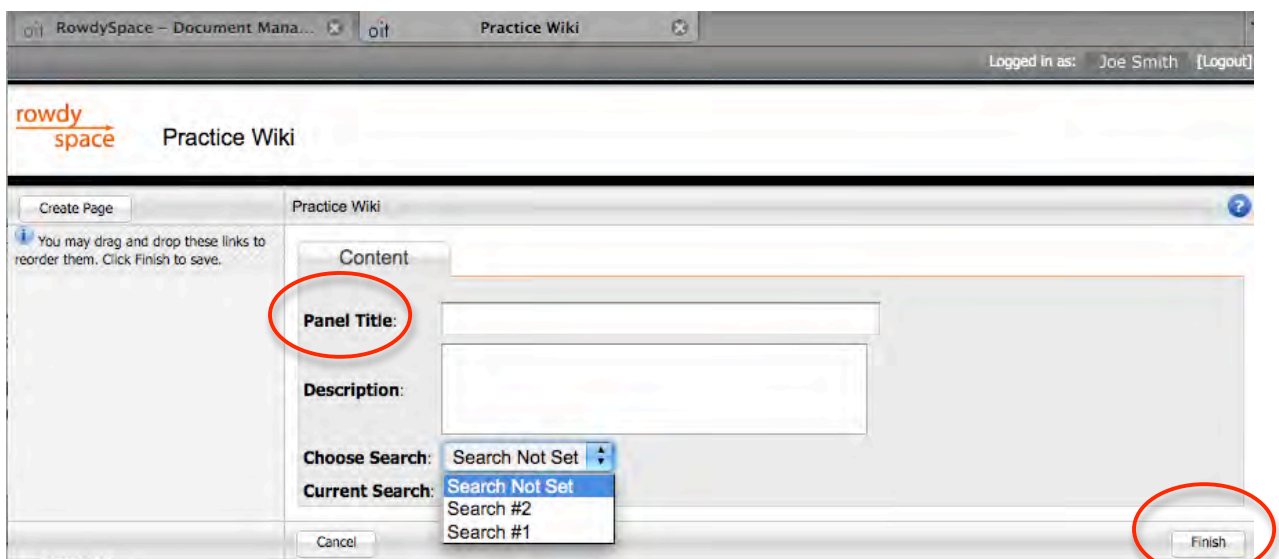 oit RowdySpace – Document Mana... oit Practice Wiki
Logged in as: Joe Smith [Logout]
rowdy
space
Practice Wiki
Create Page
Practice Wiki
?
i You may drag and drop these links to
reorder them. Click Finish to save.
Content
Panel Title:
Description:
Choose Search: Search Not Set
Current Search:
Search Not Set
Search #2
Search #1
Cancel
Finish